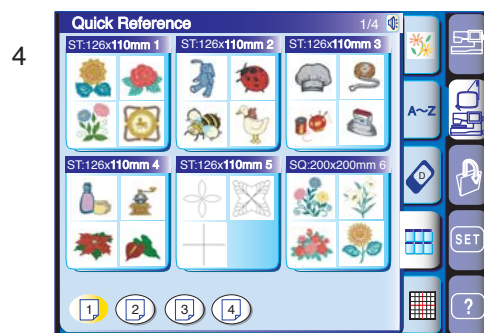 4
Quick Reference 1/4
ST:126x110mm 1 ST:126x110mm 2 ST:126x110mm 3
A~Z
D
ST:126x110mm 4 ST:126x110mm 5 SQ:200x200mm 6
SET
1 2 3 4
?